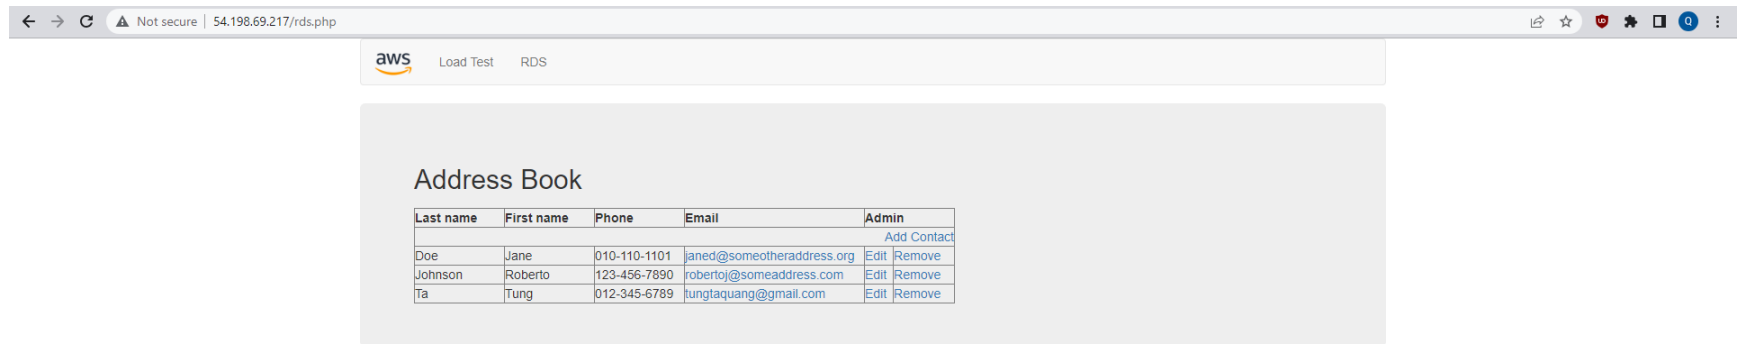 Not secure | 54.198.69.217/rds.php
aws Load Test RDS
Address Book
Last name First name Phone Email Admin
Add Contact
Doe Jane 010-110-1101 janed@someotheraddress.org Edit Remove
Johnson Roberto 123-456-7890 robertoj@someaddress.com Edit Remove
Ta Tung 012-345-6789 tungtaquang@gmail.com Edit Remove